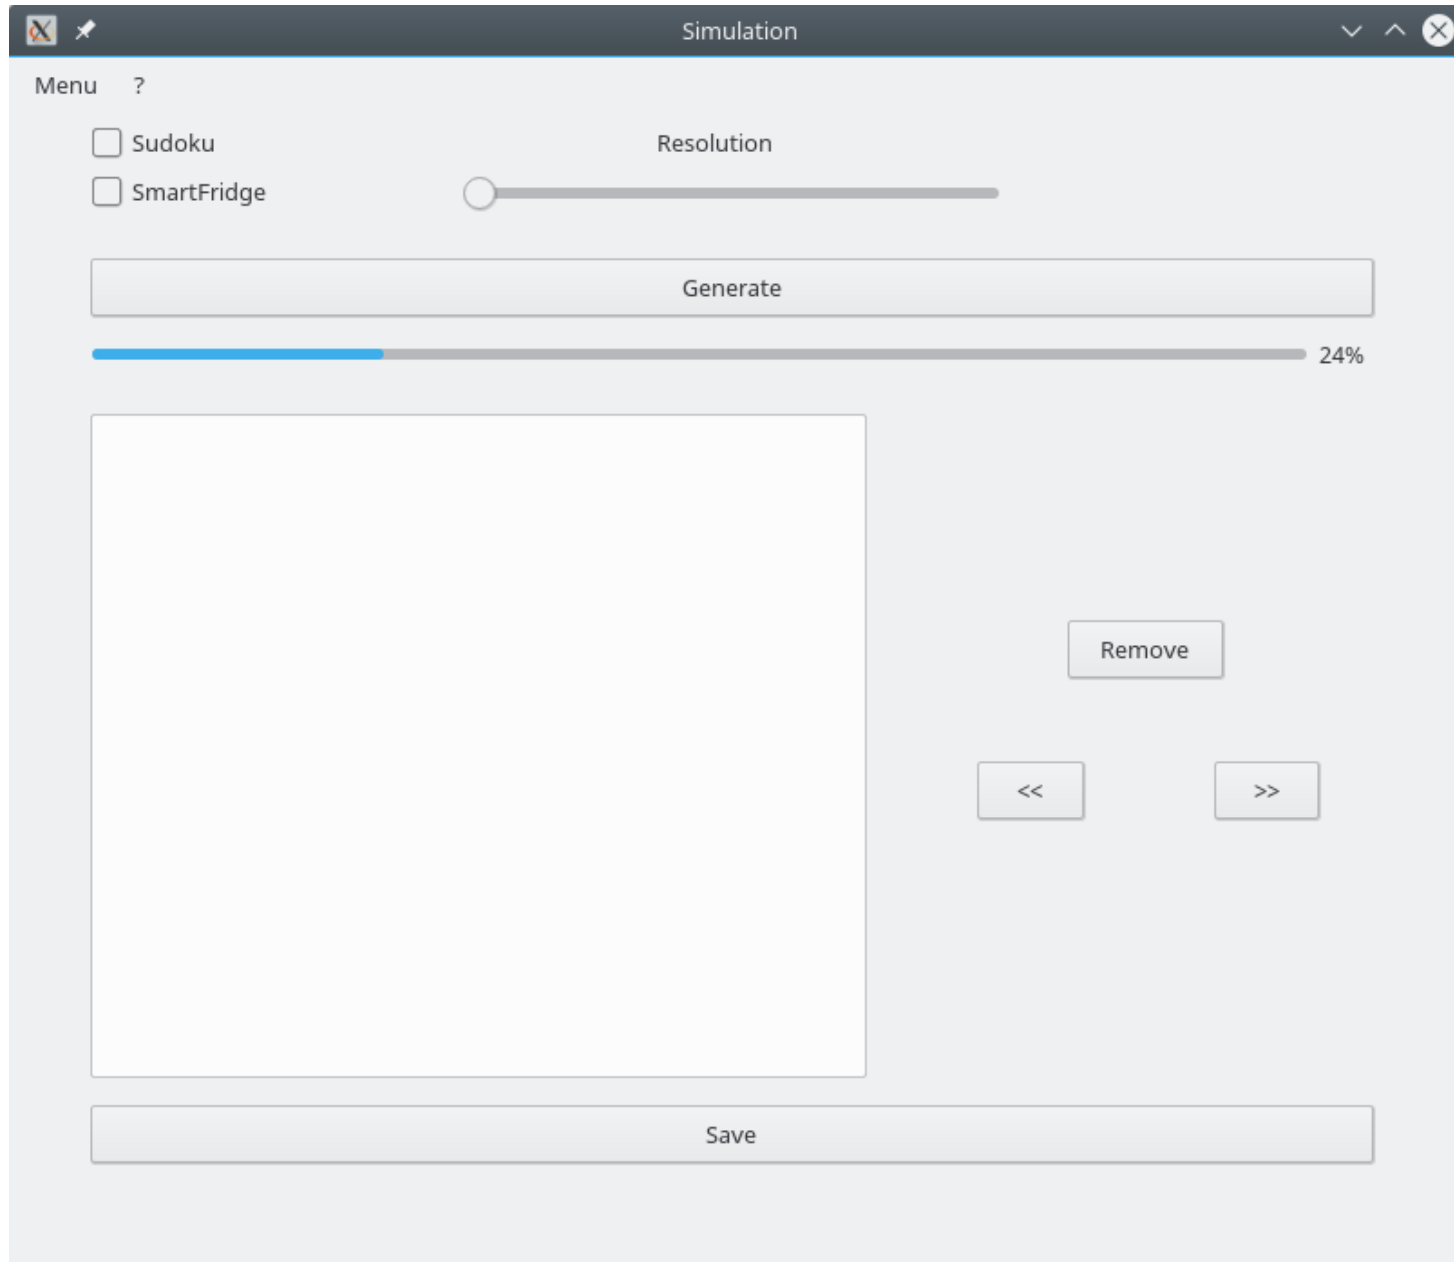 Simulation
Menu ?
Sudoku
Resolution
SmartFridge
Generate
24%
Remove
<< >>
Save